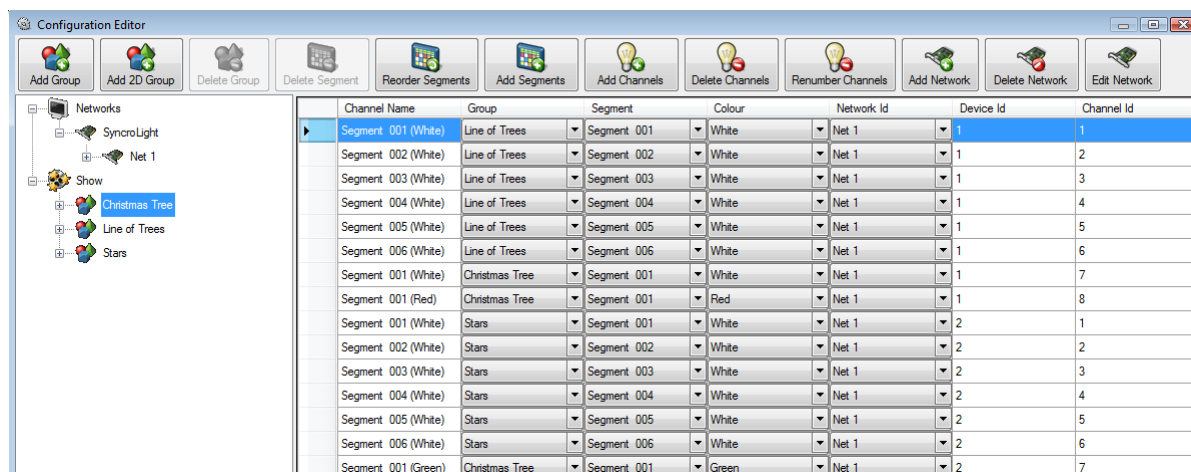 Configuration Editor
Add Group Add 2D Group Delete Group Delete Segment Reorder Segments Add Segments Add Channels Delete Channels Renumber Channels Add Network Delete Network Edit Network
Networks
SyncroLight
Net 1
Show
Christmas Tree
Line of Trees
Stars
Channel Name Group Segment Colour Network Id Device Id Channel Id
Segment 001 (White) Line of Trees Segment 001 White Net 1 1 1
Segment 002 (White) Line of Trees Segment 002 White Net 1 1 2
Segment 003 (White) Line of Trees Segment 003 White Net 1 1 3
Segment 004 (White) Line of Trees Segment 004 White Net 1 1 4
Segment 005 (White) Line of Trees Segment 005 White Net 1 1 5
Segment 006 (White) Line of Trees Segment 006 White Net 1 1 6
Segment 001 (White) Christmas Tree Segment 001 White Net 1 1 7
Segment 001 (Red) Christmas Tree Segment 001 Red Net 1 1 8
Segment 001 (White) Stars Segment 001 White Net 1 2 1
Segment 002 (White) Stars Segment 002 White Net 1 2 2
Segment 003 (White) Stars Segment 003 White Net 1 2 3
Segment 004 (White) Stars Segment 004 White Net 1 2 4
Segment 005 (White) Stars Segment 005 White Net 1 2 5
Segment 006 (White) Stars Segment 006 White Net 1 2 6
Segment 001 (Green) Christmas Tree Segment 001 Green Net 1 2 7